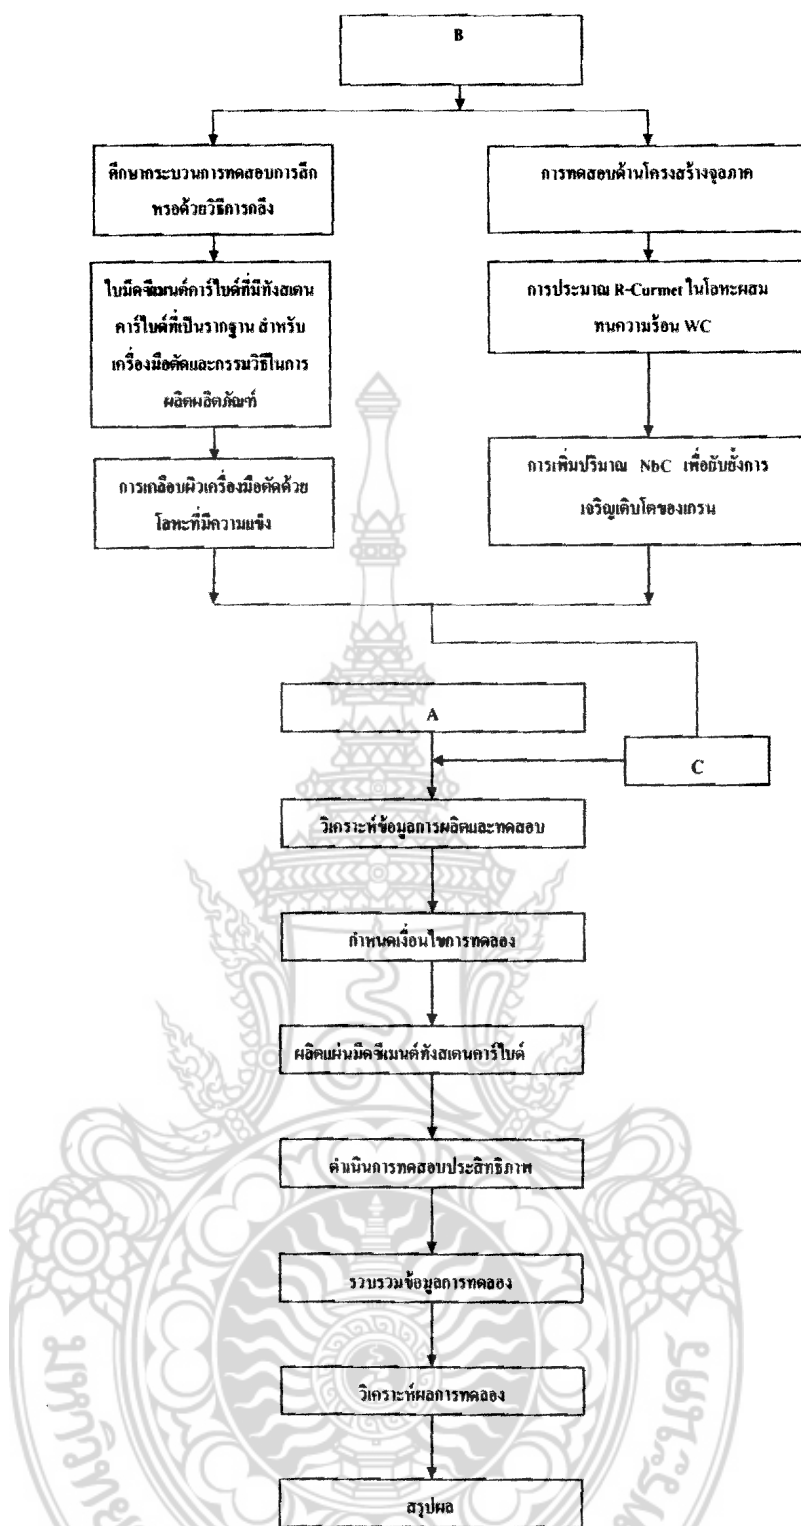 B
ศึกษากระบวนการทดสอบการสึก
หรอด้วยวิธีการกลึง
การทดสอบด้านโครงสร้างจุลภาค
ใบมีดซีเมนต์คาร์ไบด์ที่มีทังสเตน
คาร์ไบด์ที่เป็นรากฐาน สำหรับ
เครื่องมือตัดและกรรมวิธีในการ
ผลิตผลิตภัณฑ์
การประมาณ R-Curmet ในโลหะผสม
ทนความร้อน WC
การเคลือบผิวเครื่องมือตัดด้วย
โลหะที่มีความแข็ง
การเพิ่มปริมาณ NbC เพื่อยับยั้งการ
เจริญเติบโตของเกรน
A
C
วิเคราะห์ข้อมูลการผลิตและทดสอบ
กำหนดเงื่อนไขการทดลอง
ผลิตแผ่นมีดซีเมนต์ทังสเตนคาร์ไบด์
ดำเนินการทดสอบประสิทธิภาพ
รวบรวมข้อมูลการทดลอง
วิเคราะห์ผลการทดลอง
สรุปผล